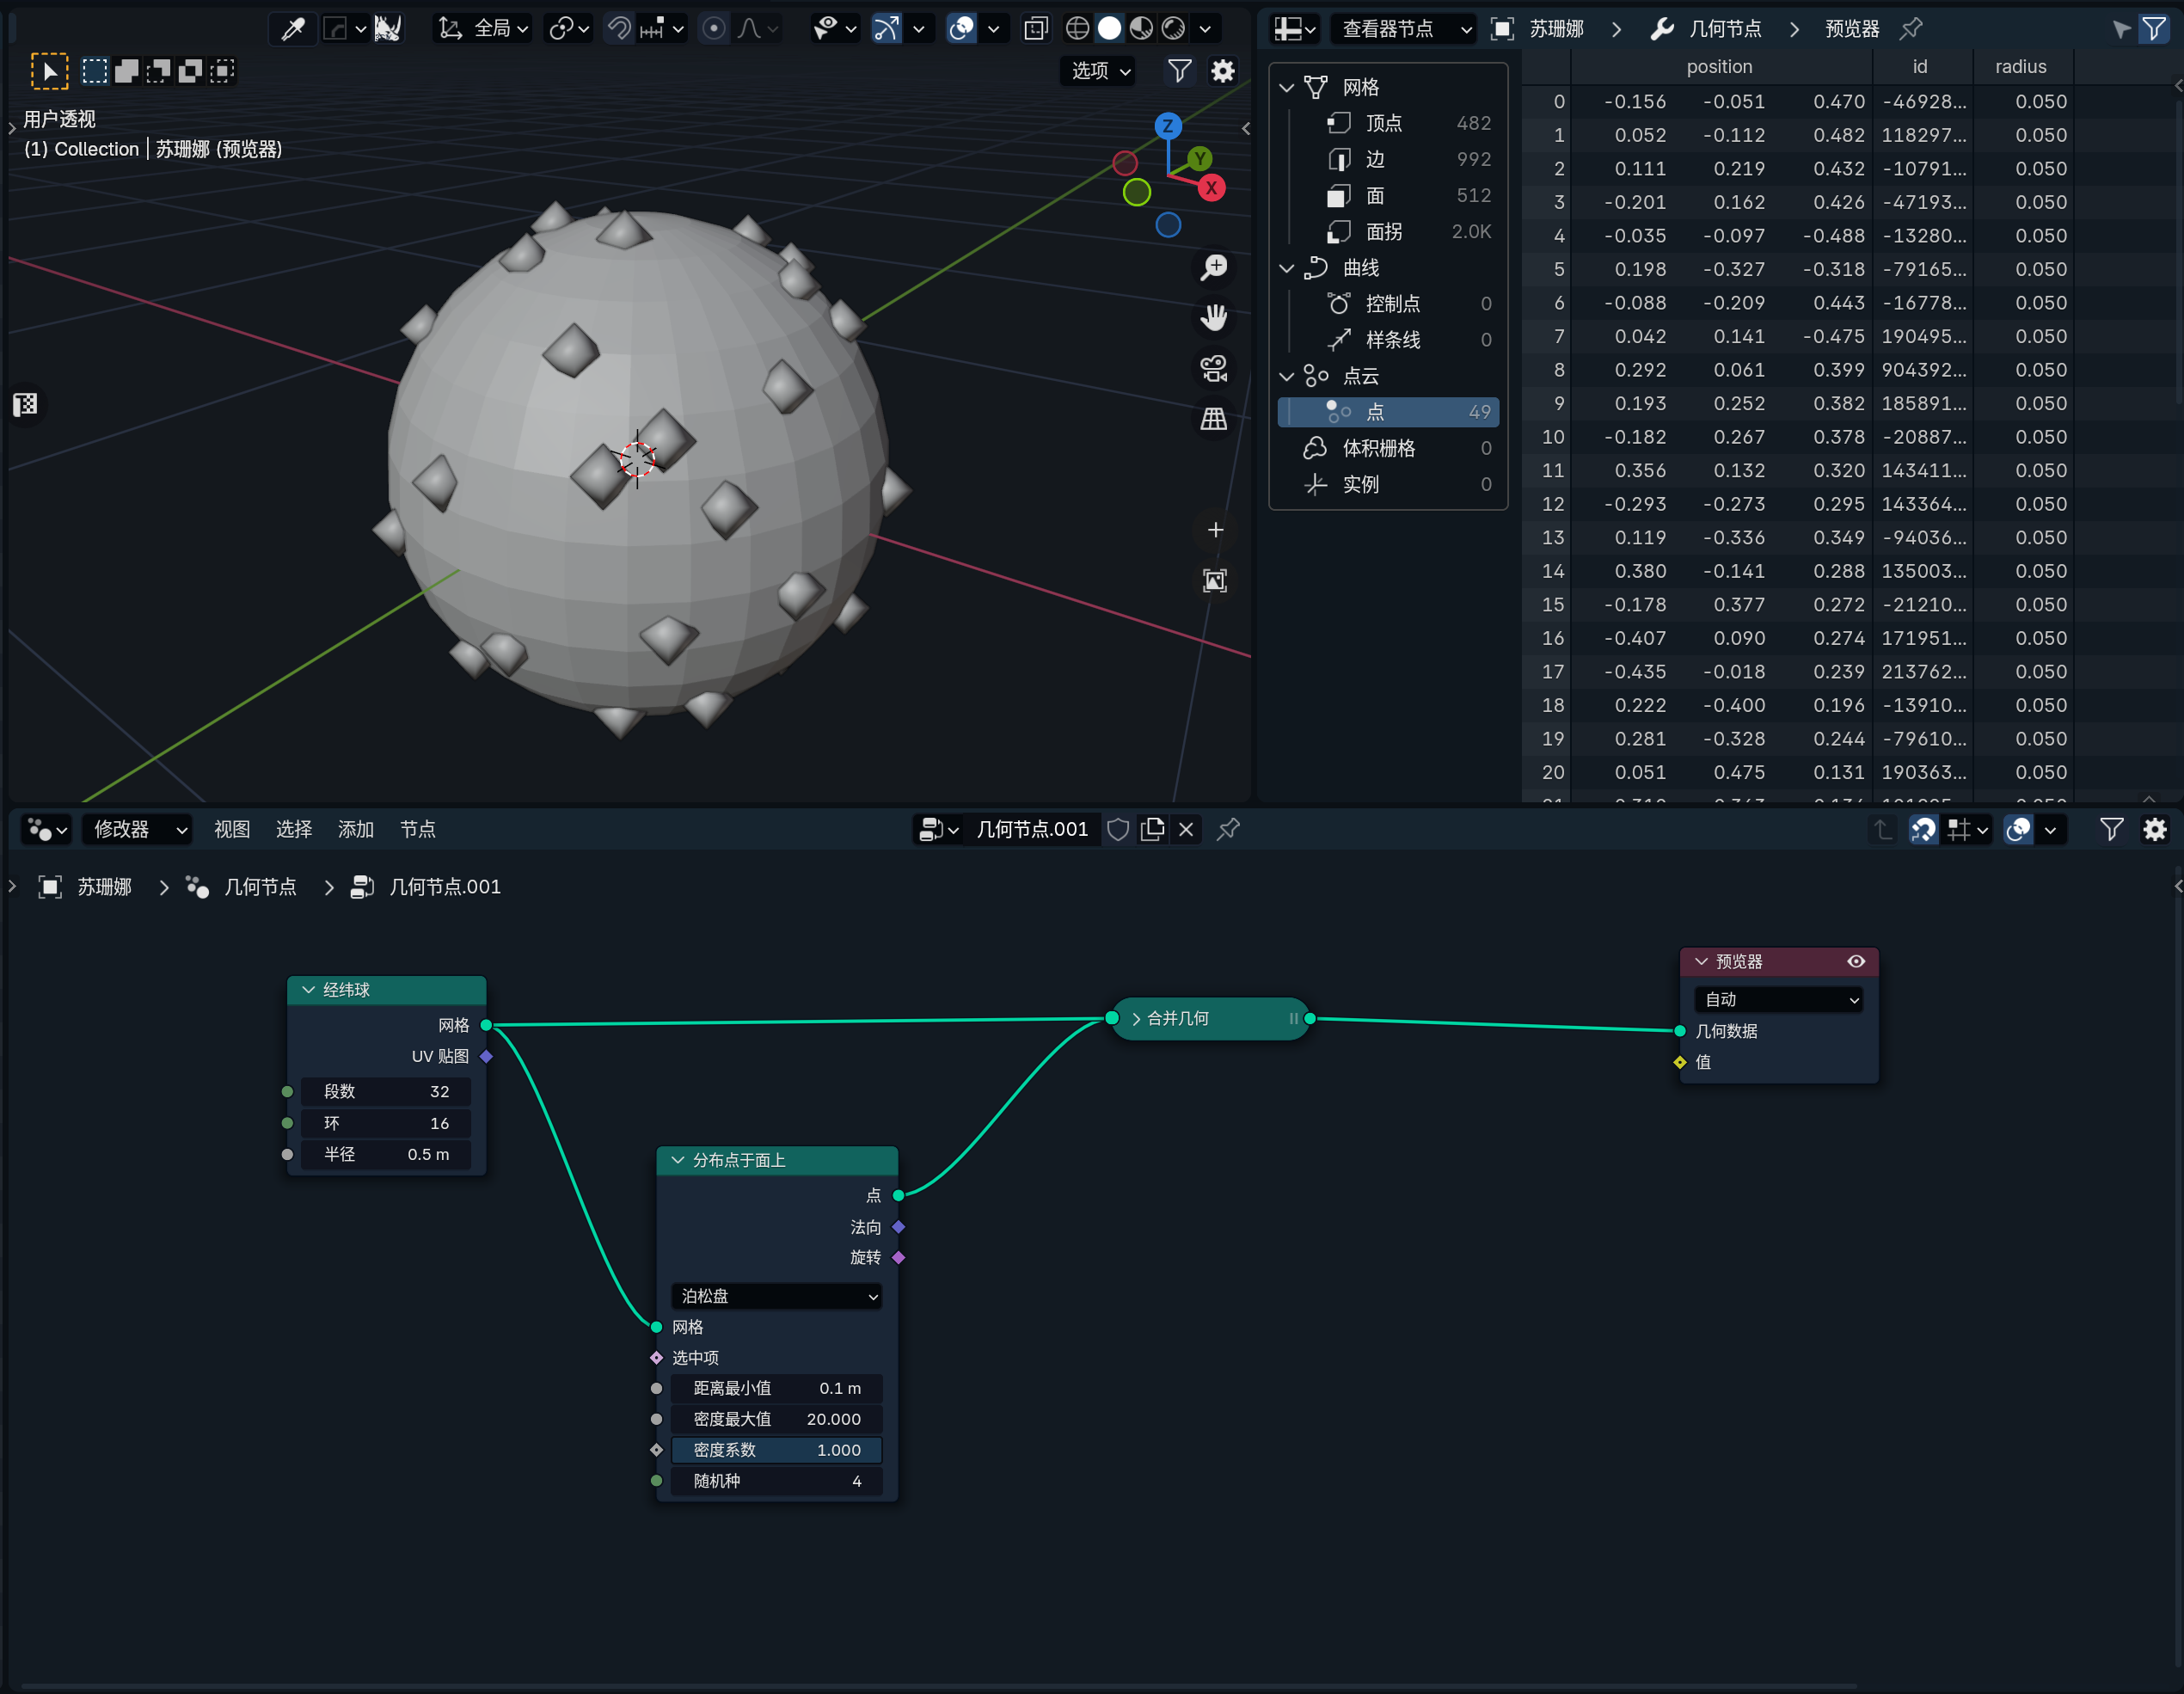 全局
选项
用户透视
(1) Collection | 苏珊娜 (预览器)
Z
Y
X
查看器节点 苏珊娜 几何节点 预览器
网格
顶点 482
边 992
面 512
面拐 2.0K
曲线
控制点 0
样条线 0
点云
点 49
体积栅格 0
实例 0
position id radius
0 -0.156 -0.051 0.470 -46928... 0.050
1 0.052 -0.112 0.482 118297... 0.050
2 0.111 0.219 0.432 -10791... 0.050
3 -0.201 0.162 0.426 -47193... 0.050
4 -0.035 -0.097 -0.488 -13280... 0.050
5 0.198 -0.327 -0.318 -79165... 0.050
6 -0.088 -0.209 0.443 -16778... 0.050
7 0.042 0.141 -0.475 190495... 0.050
8 0.292 0.061 0.399 904392... 0.050
9 0.193 0.252 0.382 185891... 0.050
10 -0.182 0.267 0.378 -20887... 0.050
11 0.356 0.132 0.320 143411... 0.050
12 -0.293 -0.273 0.295 143364... 0.050
13 0.119 -0.336 0.349 -94036... 0.050
14 0.380 -0.141 0.288 135003... 0.050
15 -0.178 0.377 0.272 -21210... 0.050
16 -0.407 0.090 0.274 171951... 0.050
17 -0.435 -0.018 0.239 213762... 0.050
18 0.222 -0.400 0.196 -13910... 0.050
19 0.281 -0.328 0.244 -79610... 0.050
20 0.051 0.475 0.131 190363... 0.050
修改器 视图 选择 添加 节点 几何节点.001
苏珊娜 几何节点 几何节点.001
经纬球
网格
UV 贴图
段数 32
环 16
半径 0.5 m
分布点于面上
点
法向
旋转
泊松盘
网格
选中项
距离最小值 0.1 m
密度最大值 20.000
密度系数 1.000
随机种 4
合并几何
预览器
自动
几何数据
值